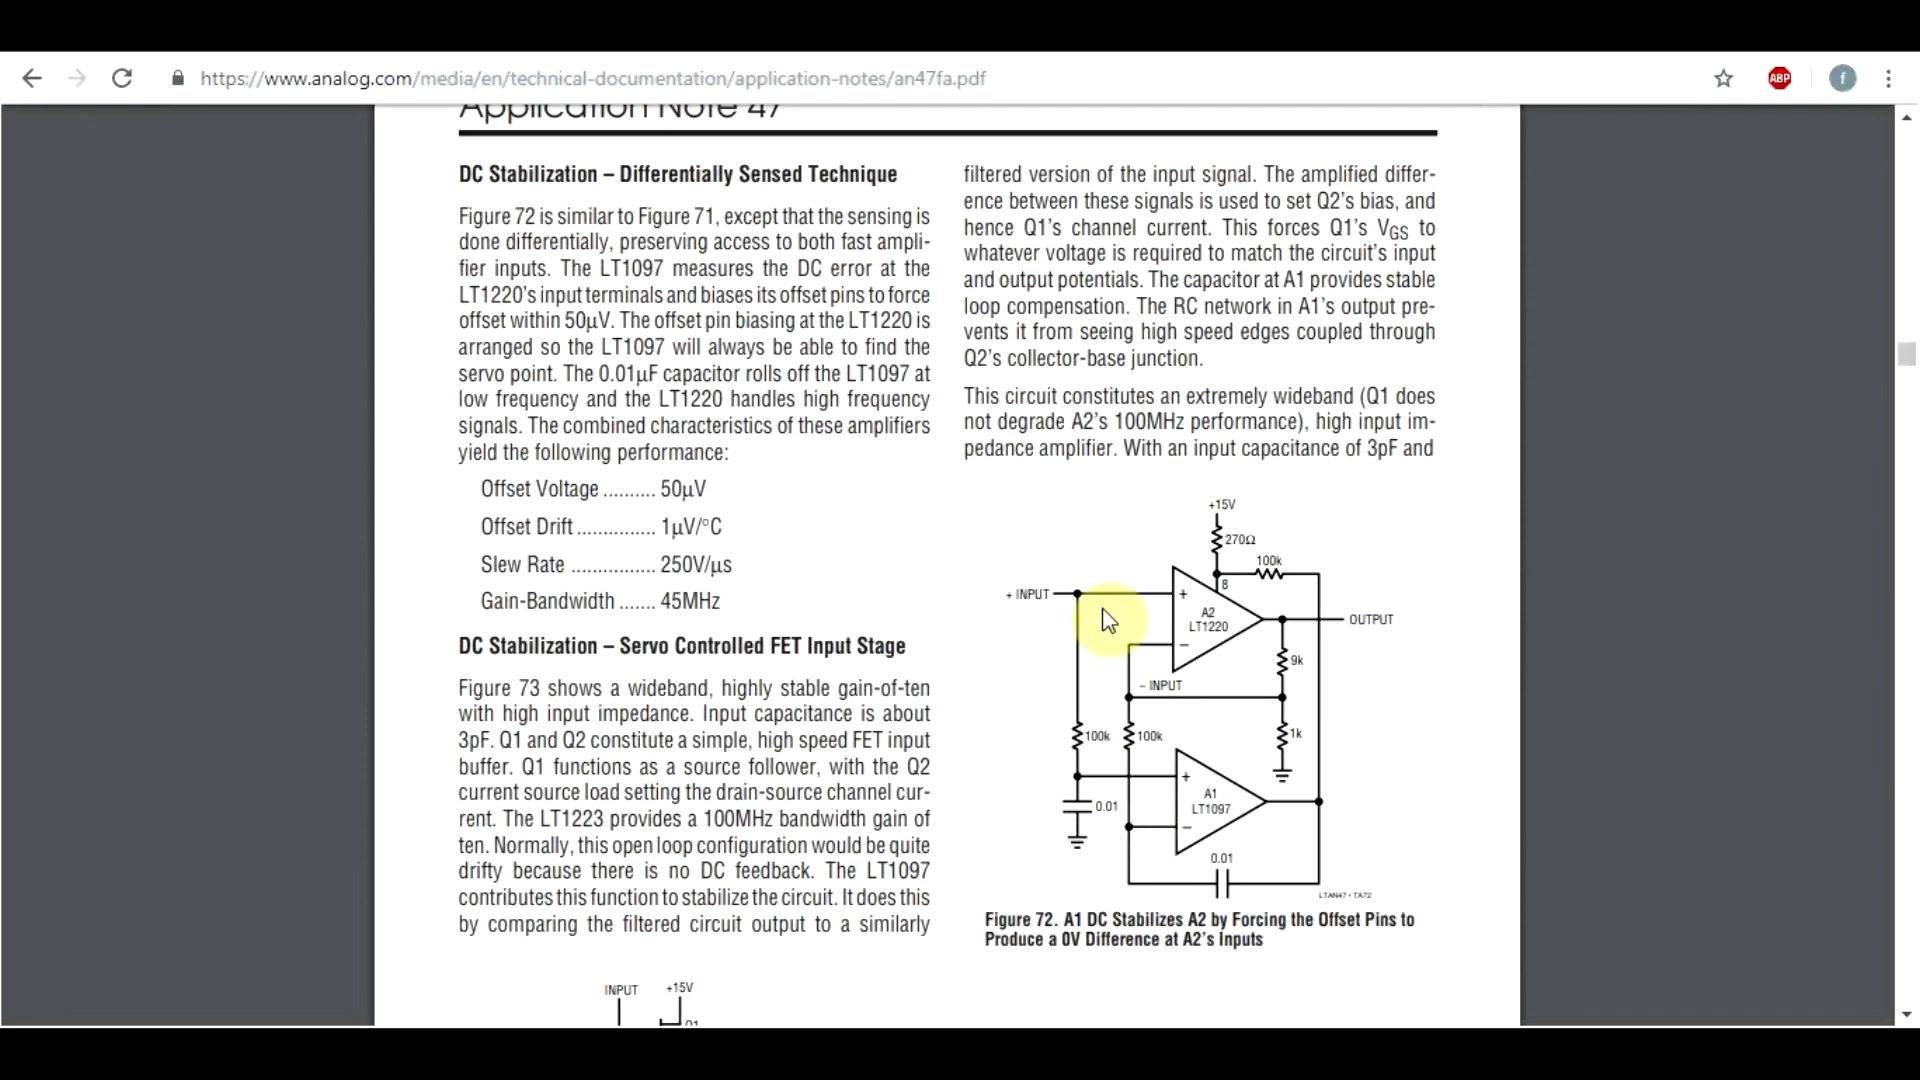 https://www.analog.com/media/en/technical-documentation/application-notes/an47fa.pdf
ABP
f
Application Note 47
DC Stabilization – Differentially Sensed Technique
Figure 72 is similar to Figure 71, except that the sensing is
done differentially, preserving access to both fast ampli-
fier inputs. The LT1097 measures the DC error at the
LT1220's input terminals and biases its offset pins to force
offset within 50µV. The offset pin biasing at the LT1220 is
arranged so the LT1097 will always be able to find the
servo point. The 0.01µF capacitor rolls off the LT1097 at
low frequency and the LT1220 handles high frequency
signals. The combined characteristics of these amplifiers
yield the following performance:
Offset Voltage .......... 50µV
Offset Drift ............... 1µV/°C
Slew Rate ................ 250V/µs
Gain-Bandwidth ....... 45MHz
DC Stabilization – Servo Controlled FET Input Stage
Figure 73 shows a wideband, highly stable gain-of-ten
with high input impedance. Input capacitance is about
3pF. Q1 and Q2 constitute a simple, high speed FET input
buffer. Q1 functions as a source follower, with the Q2
current source load setting the drain-source channel cur-
rent. The LT1223 provides a 100MHz bandwidth gain of
ten. Normally, this open loop configuration would be quite
drifty because there is no DC feedback. The LT1097
contributes this function to stabilize the circuit. It does this
by comparing the filtered circuit output to a similarly
INPUT
+15V
Q1
filtered version of the input signal. The amplified differ-
ence between these signals is used to set Q2's bias, and
hence Q1's channel current. This forces Q1's VGS to
whatever voltage is required to match the circuit's input
and output potentials. The capacitor at A1 provides stable
loop compensation. The RC network in A1's output pre-
vents it from seeing high speed edges coupled through
Q2's collector-base junction.
This circuit constitutes an extremely wideband (Q1 does
not degrade A2's 100MHz performance), high input im-
pedance amplifier. With an input capacitance of 3pF and
+15V
270Ω
100k
8
+ INPUT
+
A2
LT1220
OUTPUT
–
9k
– INPUT
100k
100k
1k
+
A1
LT1097
0.01
–
0.01
LTAN47 • TA72
Figure 72. A1 DC Stabilizes A2 by Forcing the Offset Pins to
Produce a 0V Difference at A2's Inputs